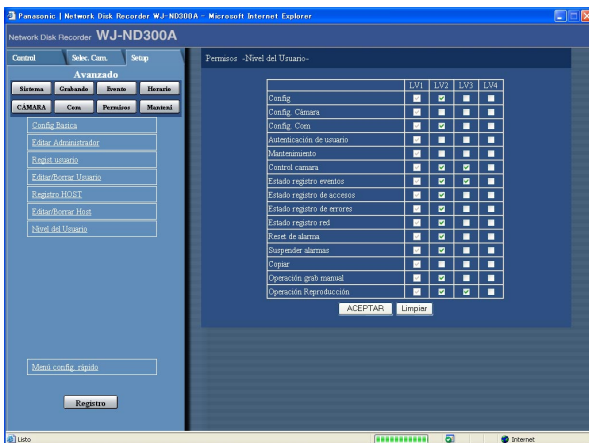 Panasonic | Network Disk Recorder WJ-ND300A - Microsoft Internet Explorer
Network Disk Recorder WJ-ND300A
Control Selec. Cam. Setup
Avanzado
Sistema Grabando Evento Horario
CÁMARA Com Permisos Manteni
Config Basica
Editar Administrador
Regist usuario
Editar/Borrar Usuario
Registro HOST
Editar/Borrar Host
Nivel del Usuario
Menú config. rápido
Registro
Permisos -Nivel del Usuario-
LV1 LV2 LV3 LV4
Config
Config. Cámara
Config. Com
Autenticación de usuario
Mantenimiento
Control camara
Estado registro eventos
Estado registro de accesos
Estado registro de errores
Estado registro red
Reset de alarma
Suspender alarmas
Copiar
Operación grab manual
Operación Reproducción
ACEPTAR Limpiar
Listo Internet